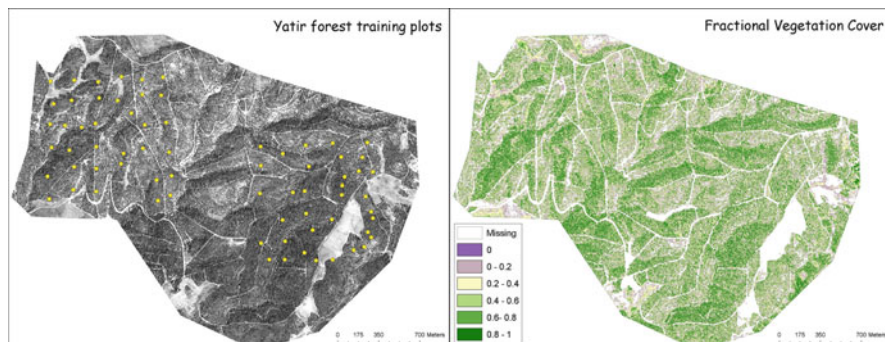 Yatir forest training plots
0 175 350 700 Meters
Fractional Vegetation Cover
Missing
0
0 - 0.2
0.2 - 0.4
0.4 - 0.6
0.6- 0.8
0.8 - 1
0 175 350 700 Meters